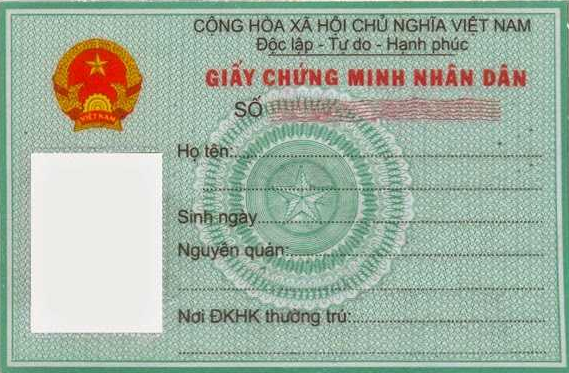 CỘNG HÒA XÃ HỘI CHỦ NGHĨA VIỆT NAM
Độc lập - Tự do - Hạnh phúc
GIẤY CHỨNG MINH NHÂN DÂN
SỐ
VIỆT NAM
Họ tên:
Sinh ngày
Nguyên quán:
Nơi ĐKHK thường trú: